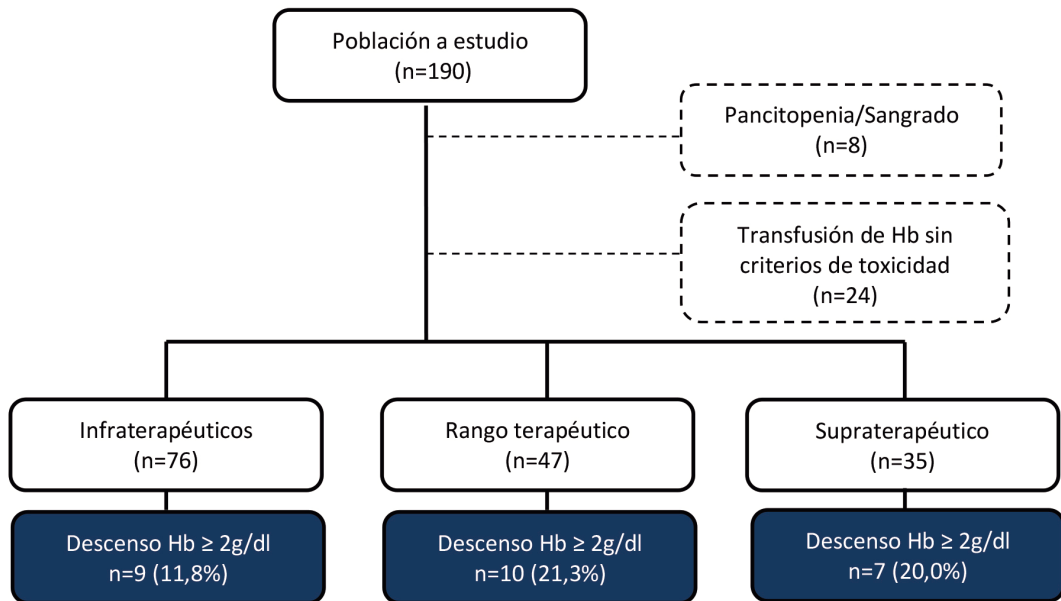 Población a estudio
(n=190)
Pancitopenia/Sangrado
(n=8)
Transfusión de Hb sin
criterios de toxicidad
(n=24)
Infraterapéuticos
(n=76)
Rango terapéutico
(n=47)
Supraterapéutico
(n=35)
Descenso Hb ≥ 2g/dl
n=9 (11,8%)
Descenso Hb ≥ 2g/dl
n=10 (21,3%)
Descenso Hb ≥ 2g/dl
n=7 (20,0%)